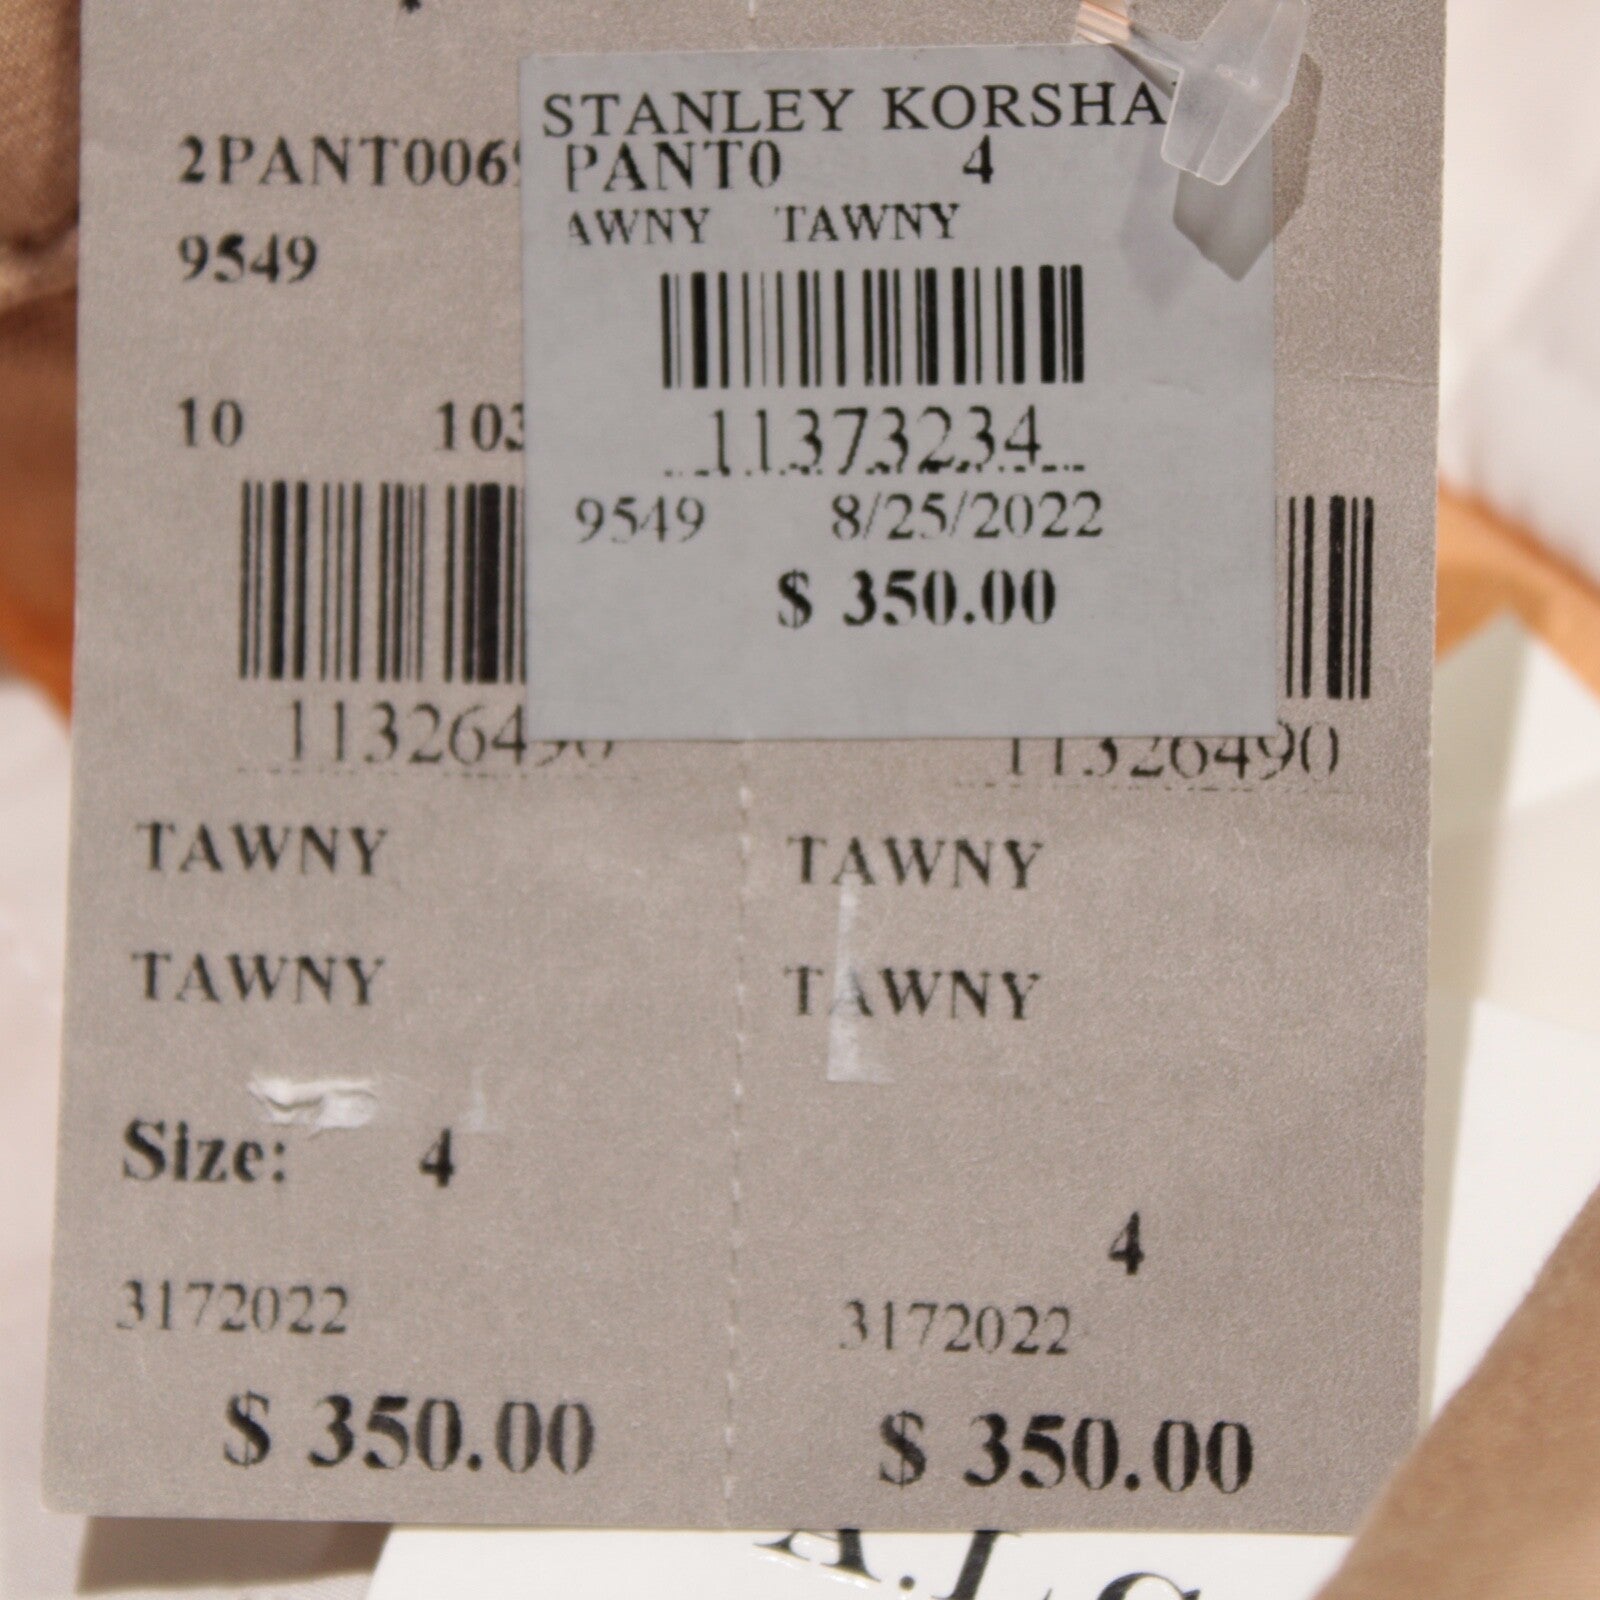 STANLEY KORSHA
PANT0 4
AWNY TAWNY
11373234
9549 8/25/2022
$ 350.00
2PANT006
9549
10 103
11326490 11326490
TAWNY TAWNY
TAWNY TAWNY
Size: 4
4
3172022 3172022
$ 350.00 $ 350.00
A.L.C